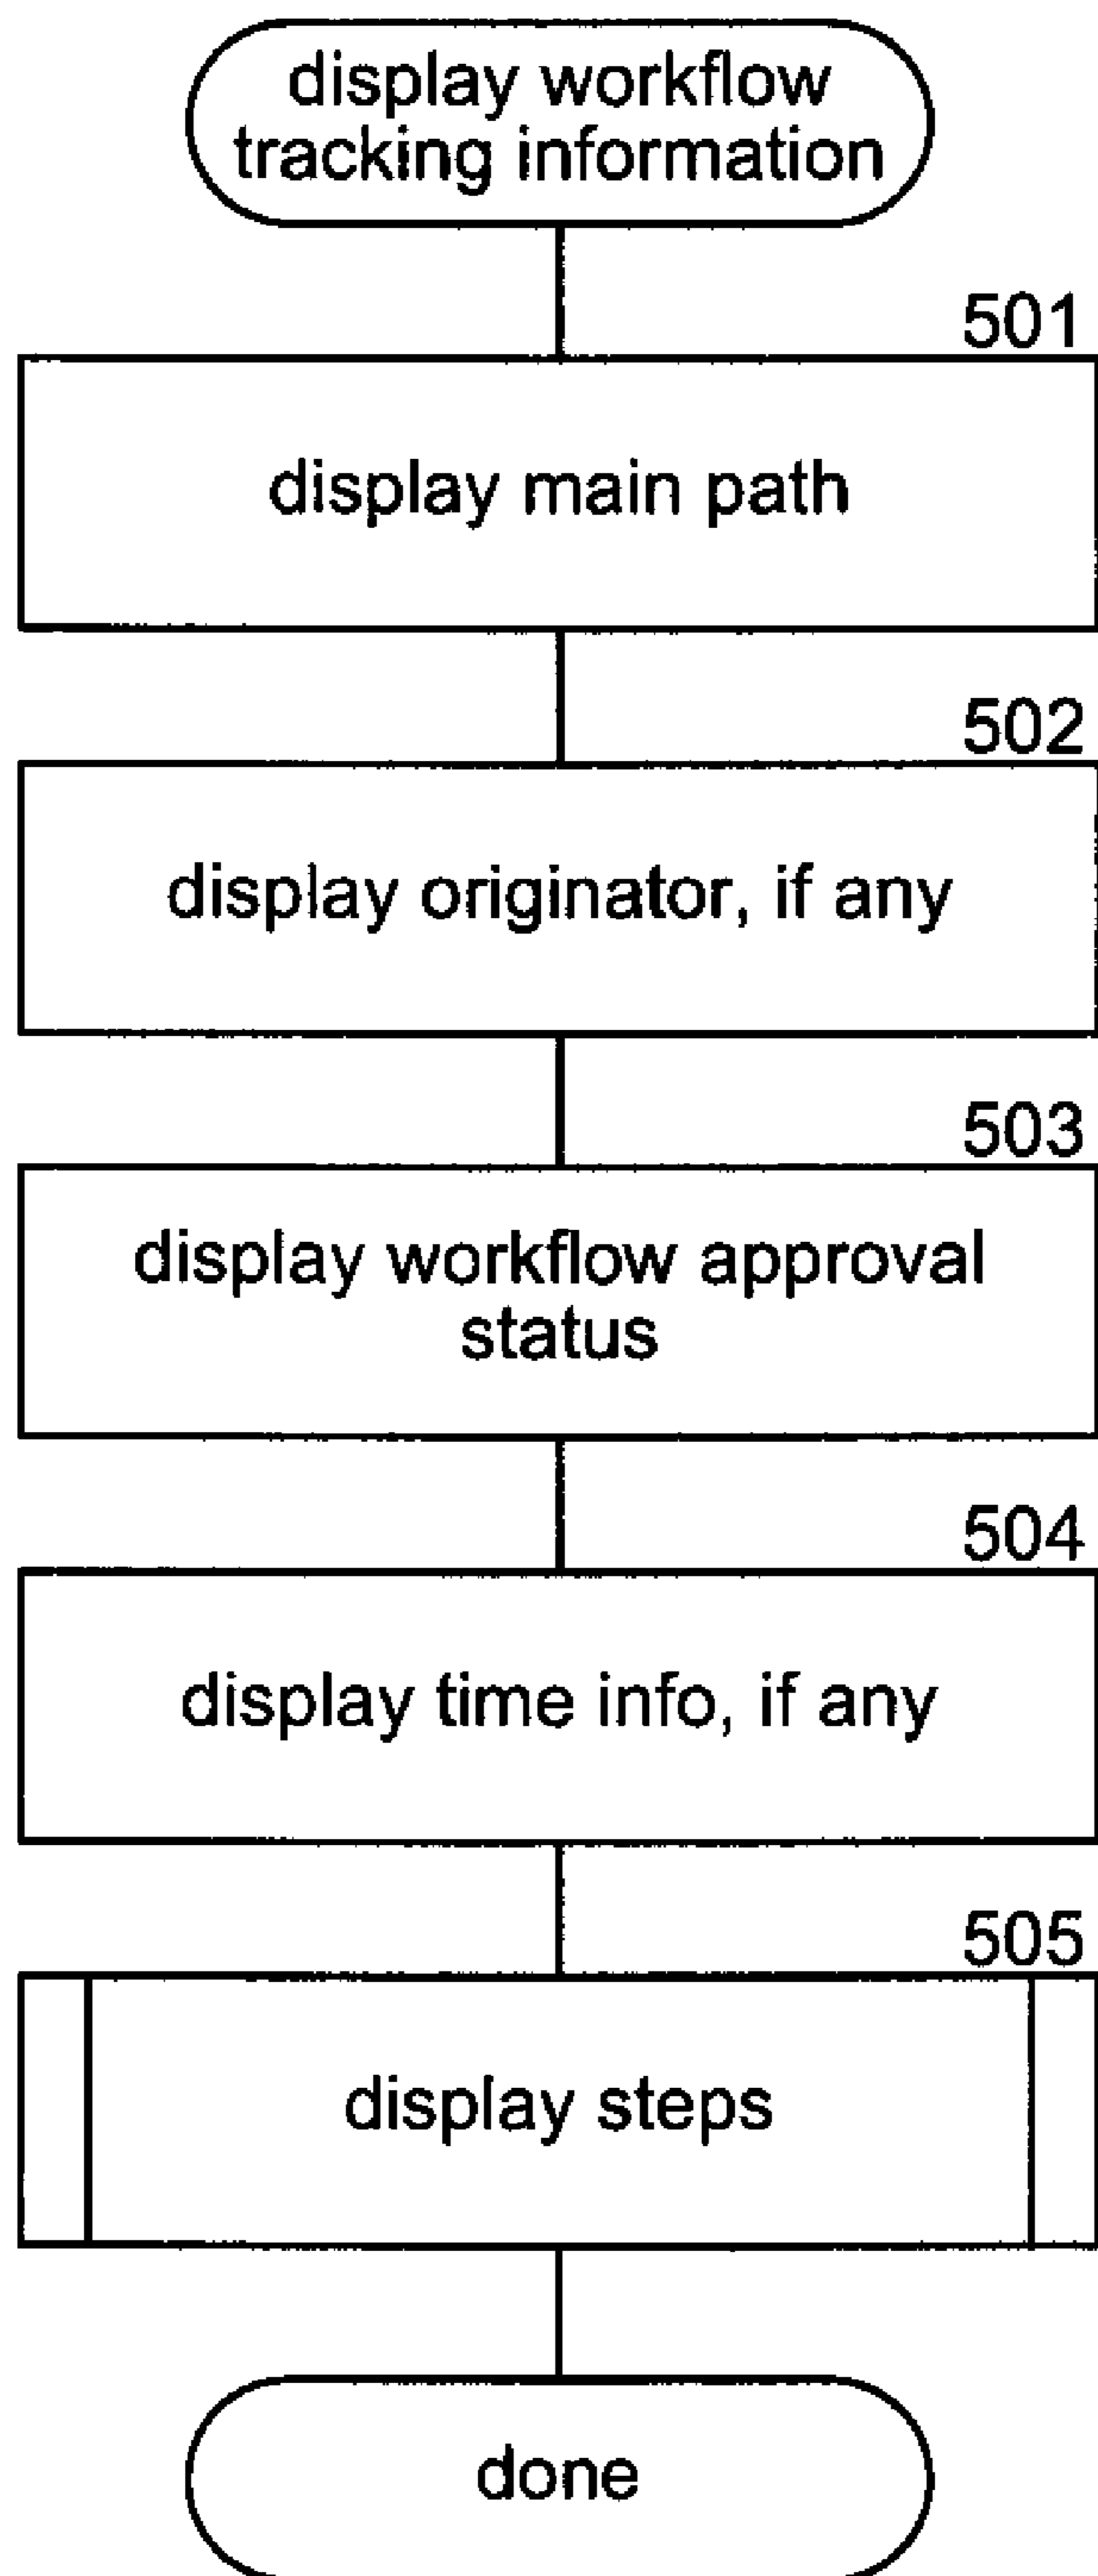 display workflow
tracking information
501
display main path
502
display originator, if any
503
display workflow approval
status
504
display time info, if any
505
display steps
done